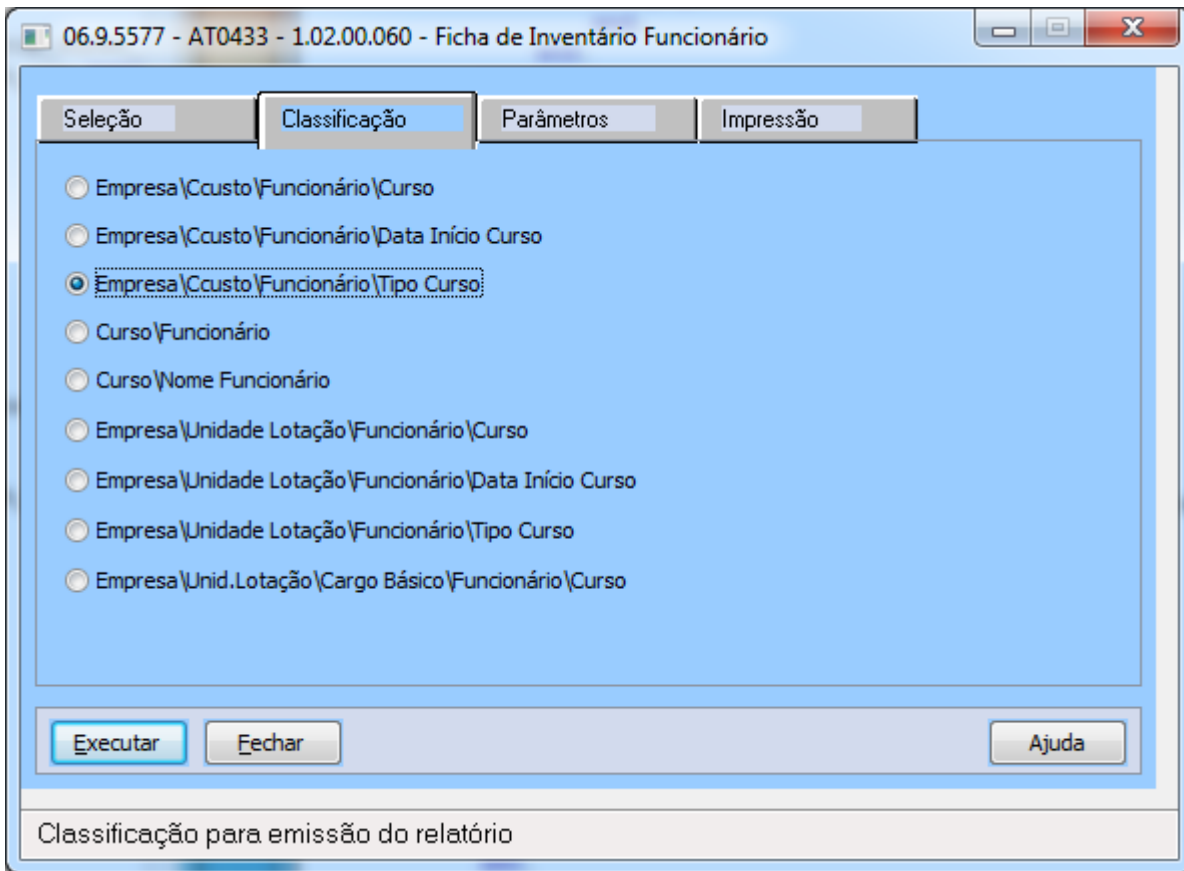 06.9.5577 - AT0433 - 1.02.00.060 - Ficha de Inventário Funcionário
Seleção Classificação Parâmetros Impressão
Empresa\Ccusto\Funcionário\Curso
Empresa\Ccusto\Funcionário\Data Início Curso
Empresa\Ccusto\Funcionário\Tipo Curso
Curso\Funcionário
Curso\Nome Funcionário
Empresa\Unidade Lotação\Funcionário\Curso
Empresa\Unidade Lotação\Funcionário\Data Início Curso
Empresa\Unidade Lotação\Funcionário\Tipo Curso
Empresa\Unid.Lotação\Cargo Básico\Funcionário\Curso
Executar Fechar Ajuda
Classificação para emissão do relatório